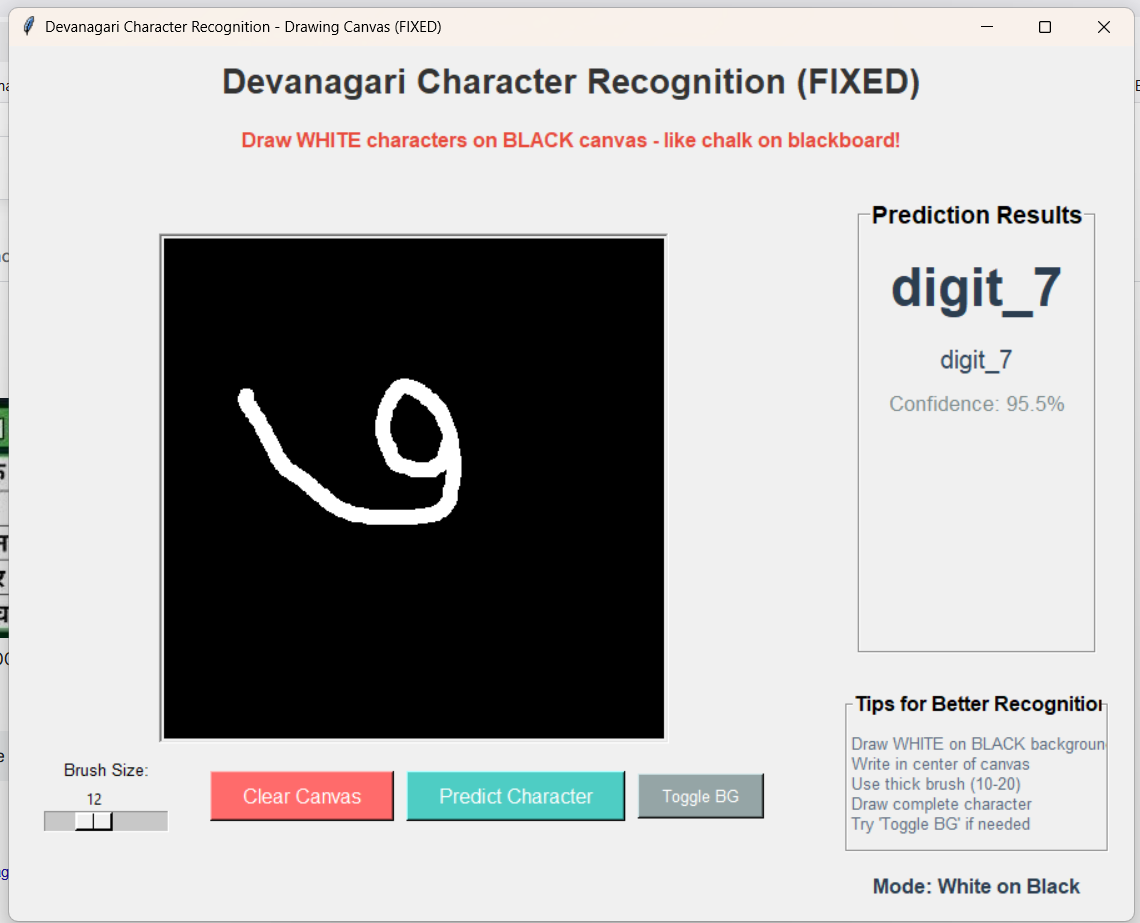 Devanagari Character Recognition - Drawing Canvas (FIXED)
Devanagari Character Recognition (FIXED)
Draw WHITE characters on BLACK canvas - like chalk on blackboard!
Prediction Results
digit_7
digit_7
Confidence: 95.5%
७
Brush Size:
12
Clear Canvas
Predict Character
Toggle BG
Tips for Better Recognition
Draw WHITE on BLACK backgroun
Write in center of canvas
Use thick brush (10-20)
Draw complete character
Try 'Toggle BG' if needed
Mode: White on Black